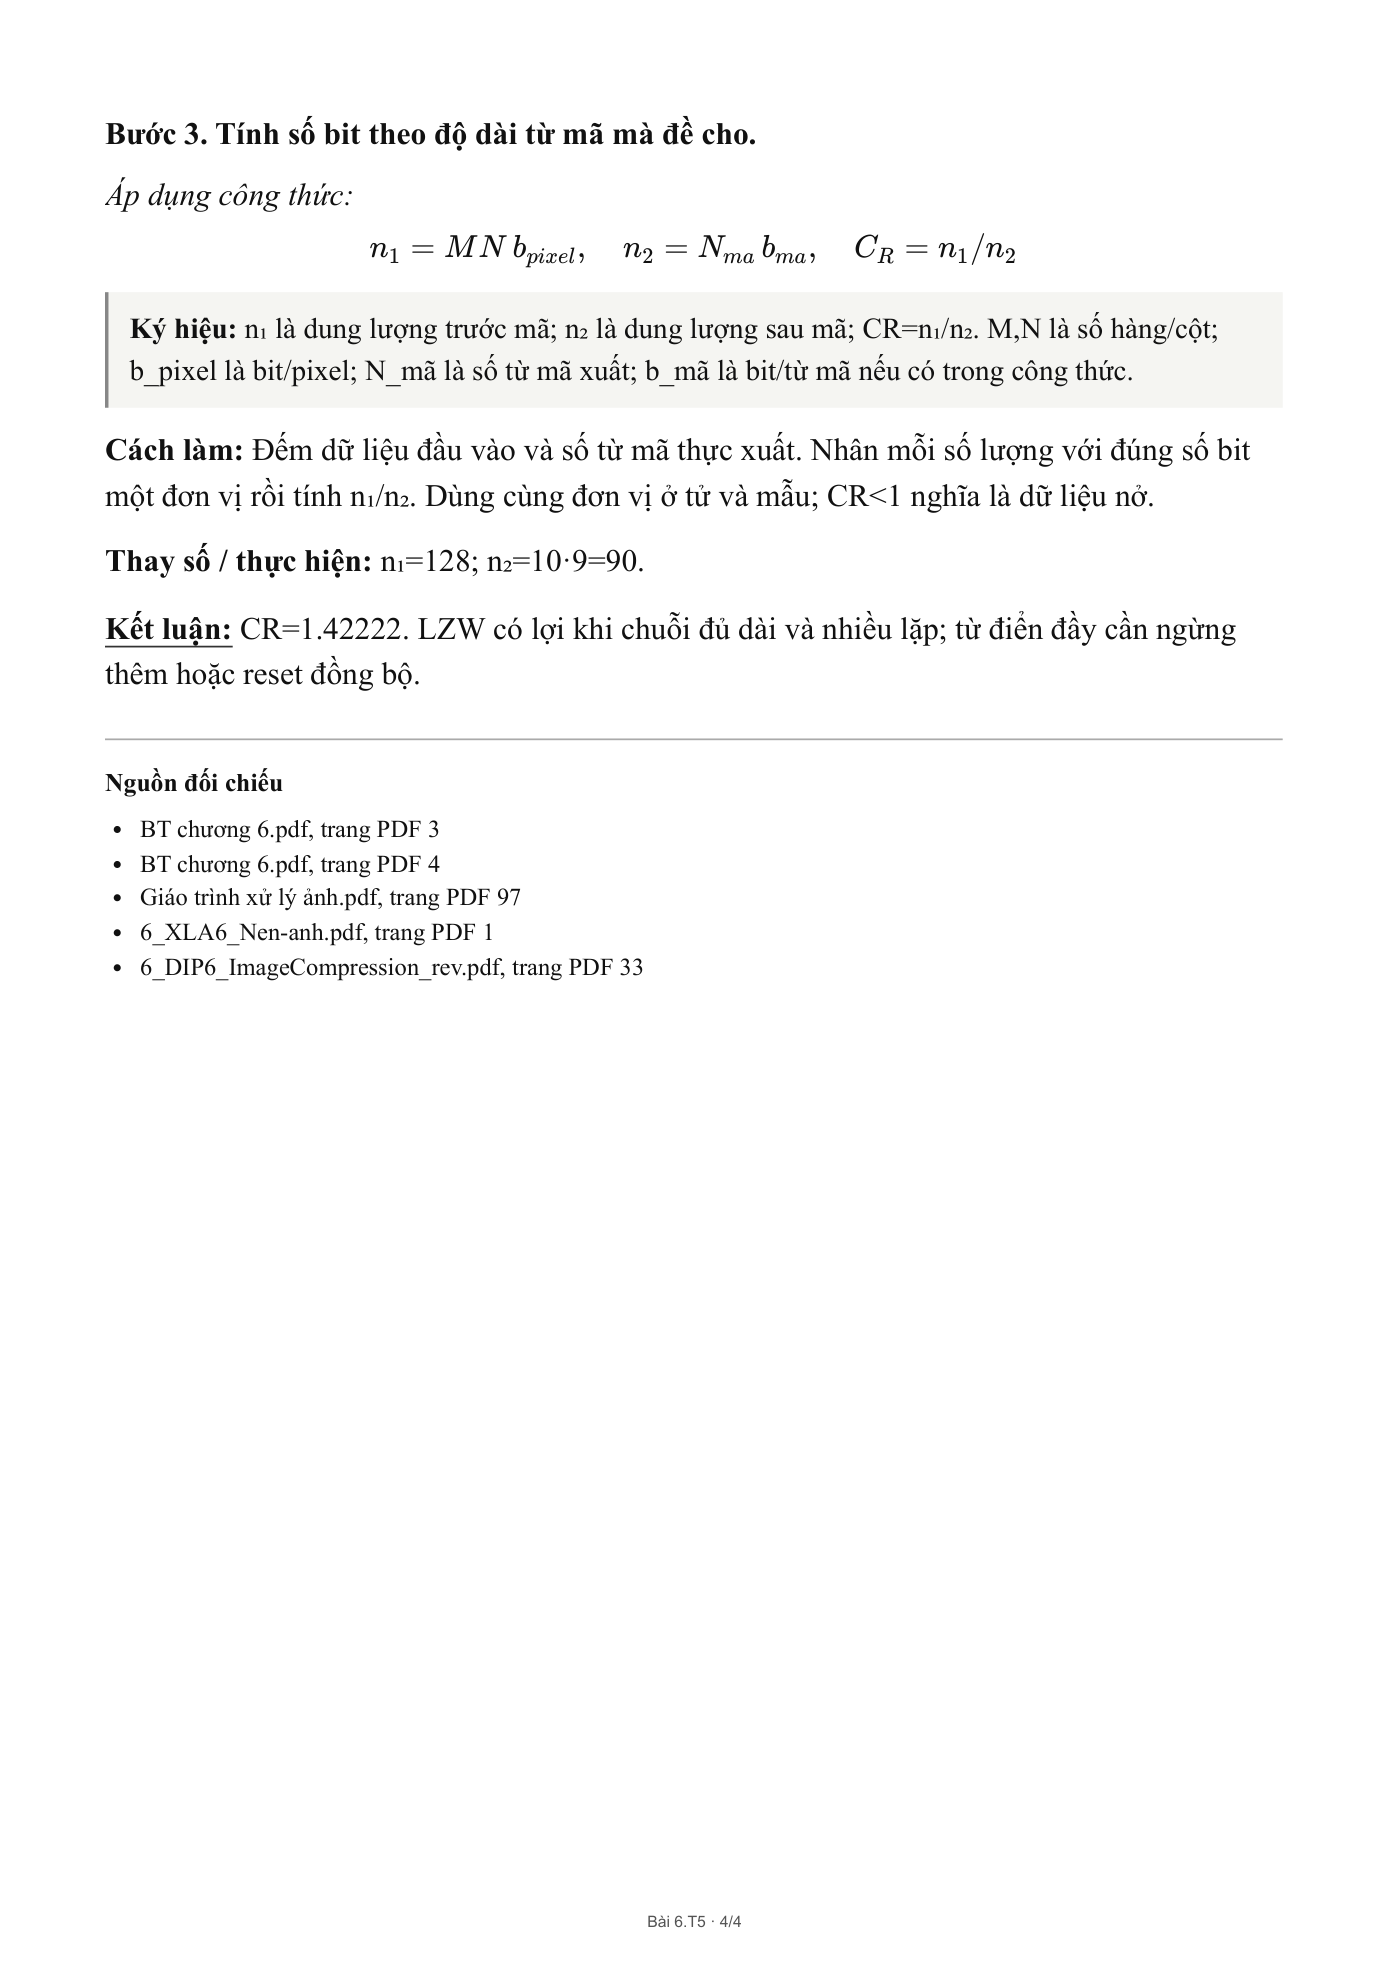 Bước 3. Tính số bit theo độ dài từ mã mà đề cho.
Áp dụng công thức:
n₁ = MN b_pixel,   n₂ = N_ma b_ma,   C_R = n₁/n₂
Ký hiệu: n₁ là dung lượng trước mã; n₂ là dung lượng sau mã; CR=n₁/n₂. M,N là số hàng/cột;
b_pixel là bit/pixel; N_mã là số từ mã xuất; b_mã là bit/từ mã nếu có trong công thức.
Cách làm: Đếm dữ liệu đầu vào và số từ mã thực xuất. Nhân mỗi số lượng với đúng số bit
một đơn vị rồi tính n₁/n₂. Dùng cùng đơn vị ở tử và mẫu; CR<1 nghĩa là dữ liệu nở.
Thay số / thực hiện: n₁=128; n₂=10·9=90.
Kết luận: CR=1.42222. LZW có lợi khi chuỗi đủ dài và nhiều lặp; từ điển đầy cần ngừng
thêm hoặc reset đồng bộ.
Nguồn đối chiếu
• BT chương 6.pdf, trang PDF 3
• BT chương 6.pdf, trang PDF 4
• Giáo trình xử lý ảnh.pdf, trang PDF 97
• 6_XLA6_Nen-anh.pdf, trang PDF 1
• 6_DIP6_ImageCompression_rev.pdf, trang PDF 33
Bài 6.T5 · 4/4